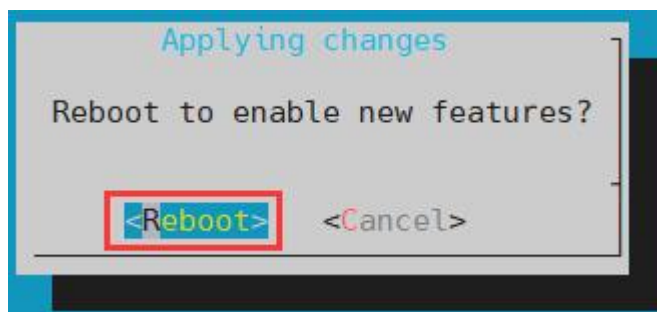 Applying changes
Reboot to enable new features?
<Reboot> <Cancel>